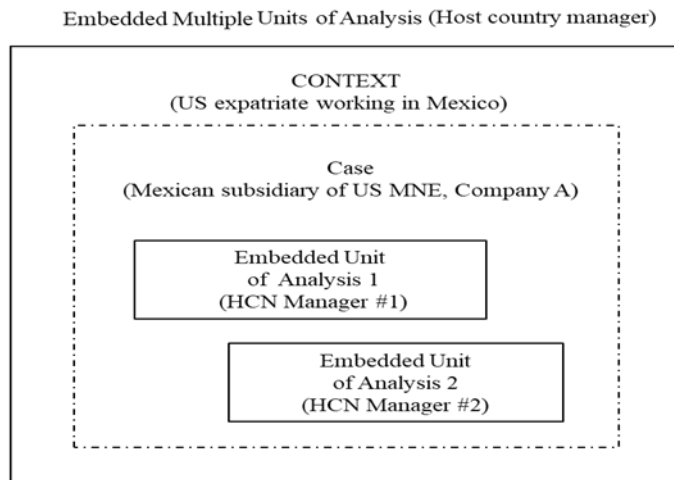 Embedded Multiple Units of Analysis (Host country manager)
CONTEXT
(US expatriate working in Mexico)
Case
(Mexican subsidiary of US MNE, Company A)
Embedded Unit
of Analysis 1
(HCN Manager #1)
Embedded Unit
of Analysis 2
(HCN Manager #2)